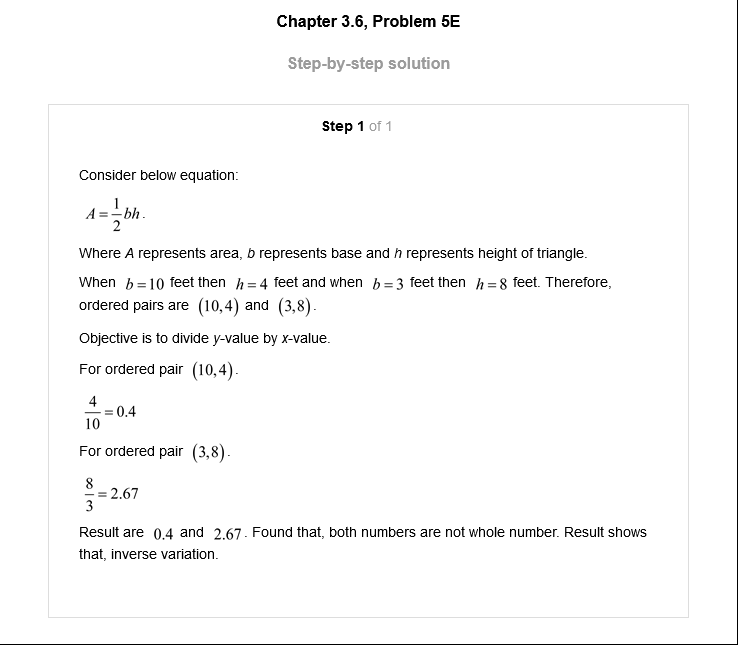 Chapter 3.6, Problem 5E
Step-by-step solution
Step 1 of 1
Consider below equation:
A = 1/2 bh.
Where A represents area, b represents base and h represents height of triangle.
When b = 10 feet then h = 4 feet and when b = 3 feet then h = 8 feet. Therefore,
ordered pairs are (10,4) and (3,8).
Objective is to divide y-value by x-value.
For ordered pair (10,4).
4/10 = 0.4
For ordered pair (3,8).
8/3 = 2.67
Result are 0.4 and 2.67. Found that, both numbers are not whole number. Result shows
that, inverse variation.